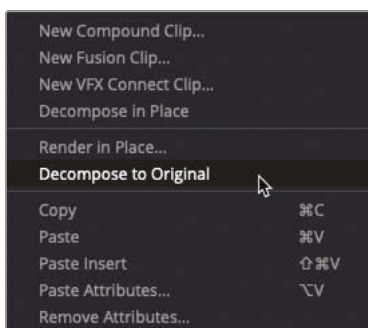 New Compound Clip...
New Fusion Clip...
New VFX Connect Clip...
Decompose in Place
Render in Place...
Decompose to Original
Copy ⌘C
Paste ⌘V
Paste Insert ⇧⌘V
Paste Attributes... ⌥V
Remove Attributes...